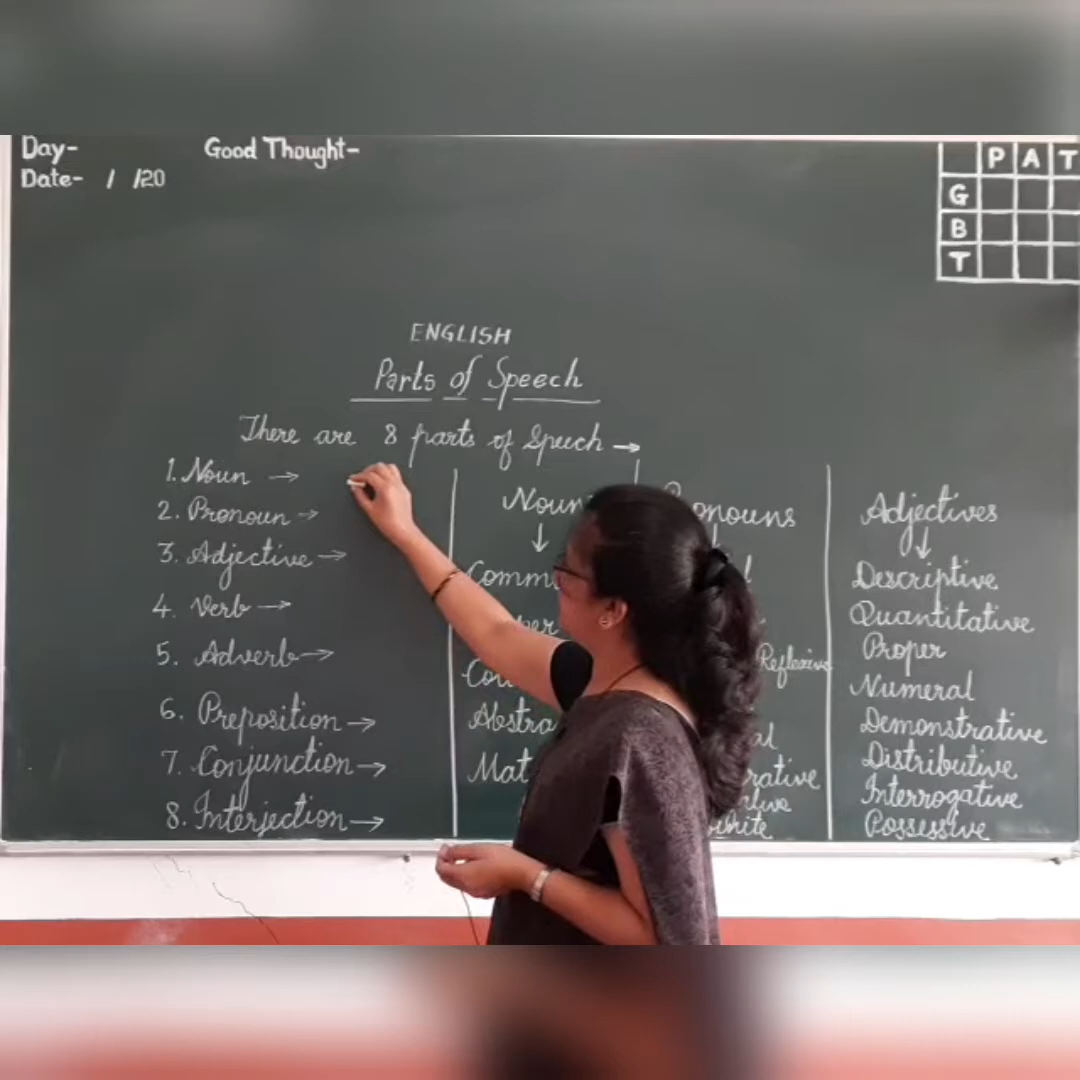 Day-
Date- / /20
Good Thought-
P A T
G
B
T
ENGLISH
Parts of Speech
There are 8 parts of Speech →
1. Noun →
2. Pronoun →
3. Adjective →
4. Verb →
5. Adverb →
6. Preposition →
7. Conjunction →
8. Interjection →
Noun
↓
Pronouns
Reflexive
Adjectives
↓
Descriptive
Quantitative
Proper
Numeral
Demonstrative
Distributive
Interrogative
Possessive